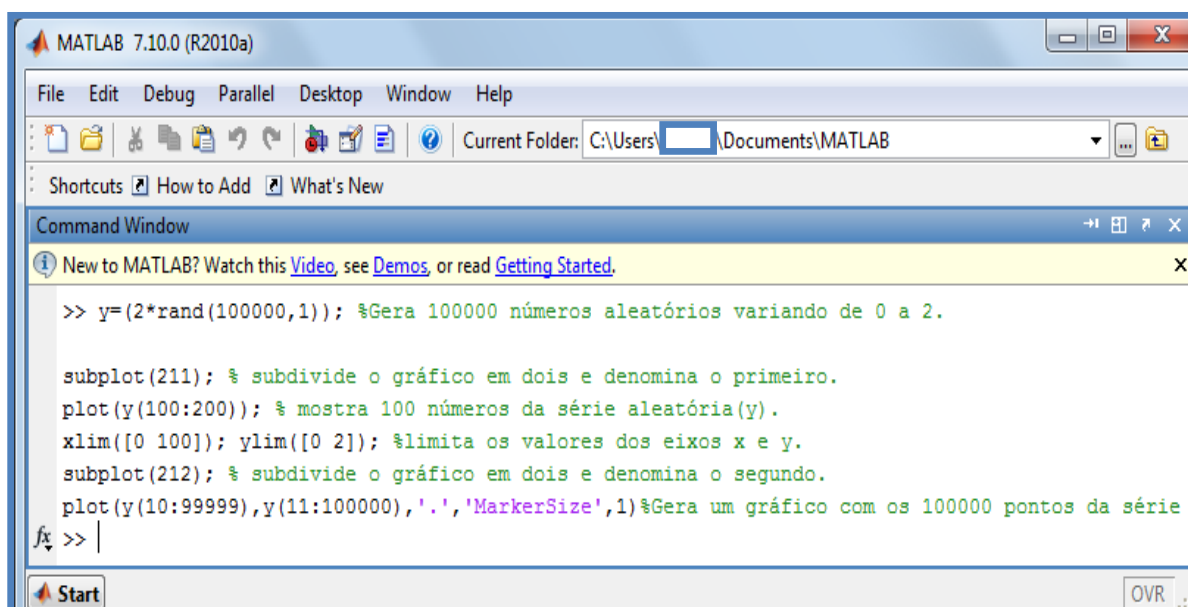 MATLAB 7.10.0 (R2010a)
File Edit Debug Parallel Desktop Window Help
Current Folder: C:\Users\ \Documents\MATLAB
Shortcuts How to Add What's New
Command Window
New to MATLAB? Watch this Video, see Demos, or read Getting Started.
>> y=(2*rand(100000,1)); %Gera 100000 números aleatórios variando de 0 a 2.
subplot(211); % subdivide o gráfico em dois e denomina o primeiro.
plot(y(100:200)); % mostra 100 números da série aleatória(y).
xlim([0 100]); ylim([0 2]); %limita os valores dos eixos x e y.
subplot(212); % subdivide o gráfico em dois e denomina o segundo.
plot(y(10:99999),y(11:100000),'.','MarkerSize',1)%Gera um gráfico com os 100000 pontos da série
fx >>
Start
OVR